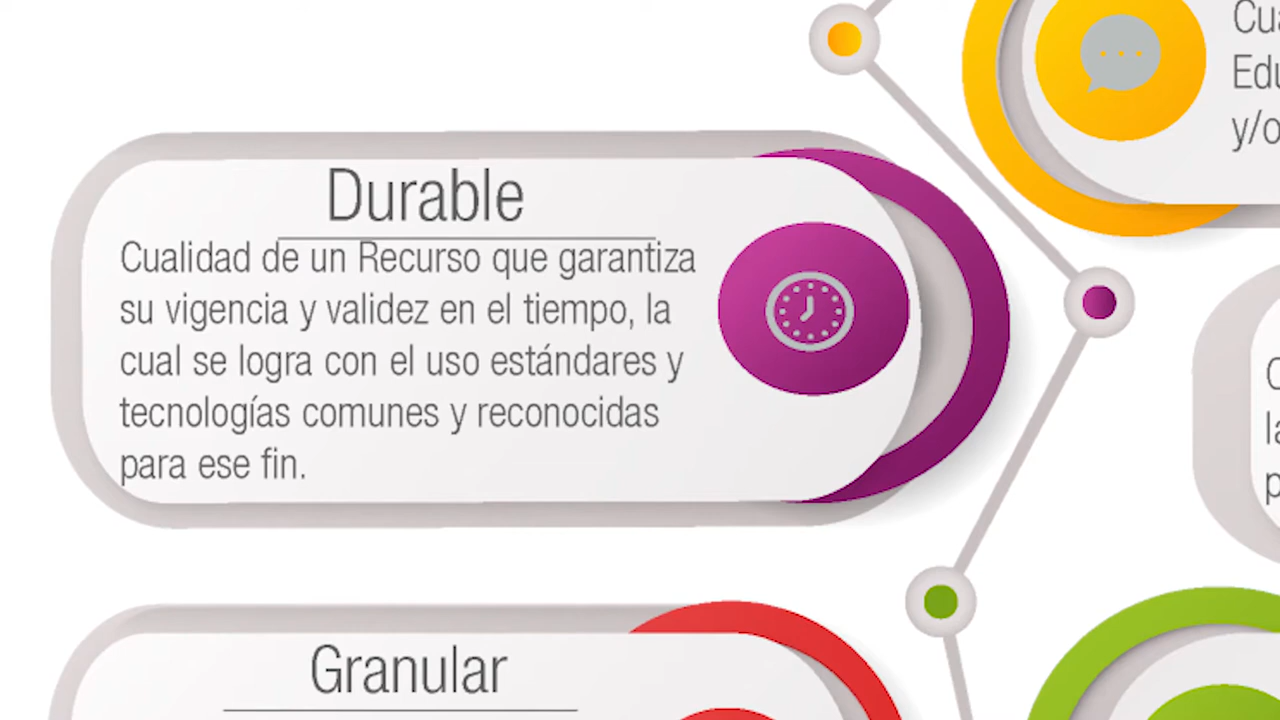 Durable
Cualidad de un Recurso que garantiza
su vigencia y validez en el tiempo, la
cual se logra con el uso estándares y
tecnologías comunes y reconocidas
para ese fin.
y/o
la
Granular